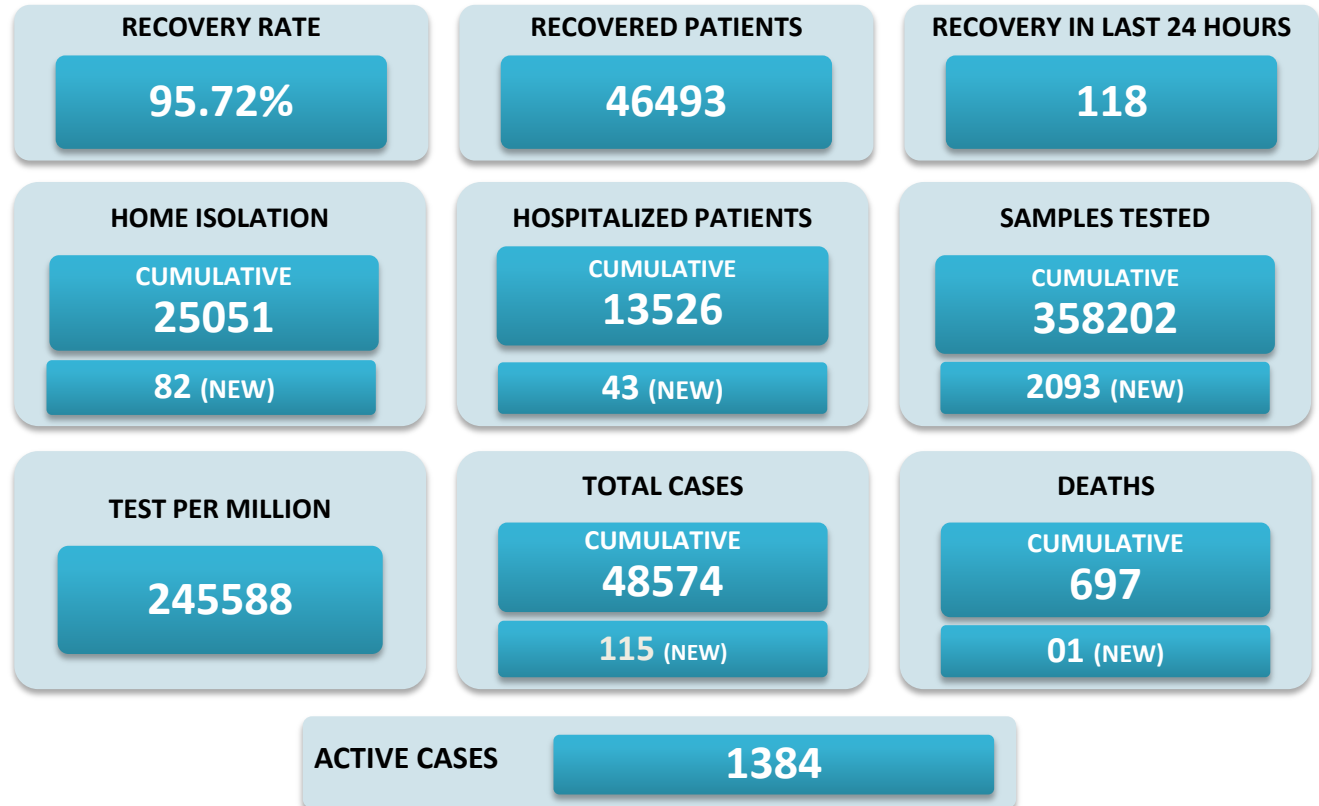 RECOVERY RATE
95.72%
RECOVERED PATIENTS
46493
RECOVERY IN LAST 24 HOURS
118
HOME ISOLATION
CUMULATIVE
25051
82 (NEW)
HOSPITALIZED PATIENTS
CUMULATIVE
13526
43 (NEW)
SAMPLES TESTED
CUMULATIVE
358202
2093 (NEW)
TEST PER MILLION
245588
TOTAL CASES
CUMULATIVE
48574
115 (NEW)
DEATHS
CUMULATIVE
697
01 (NEW)
ACTIVE CASES
1384